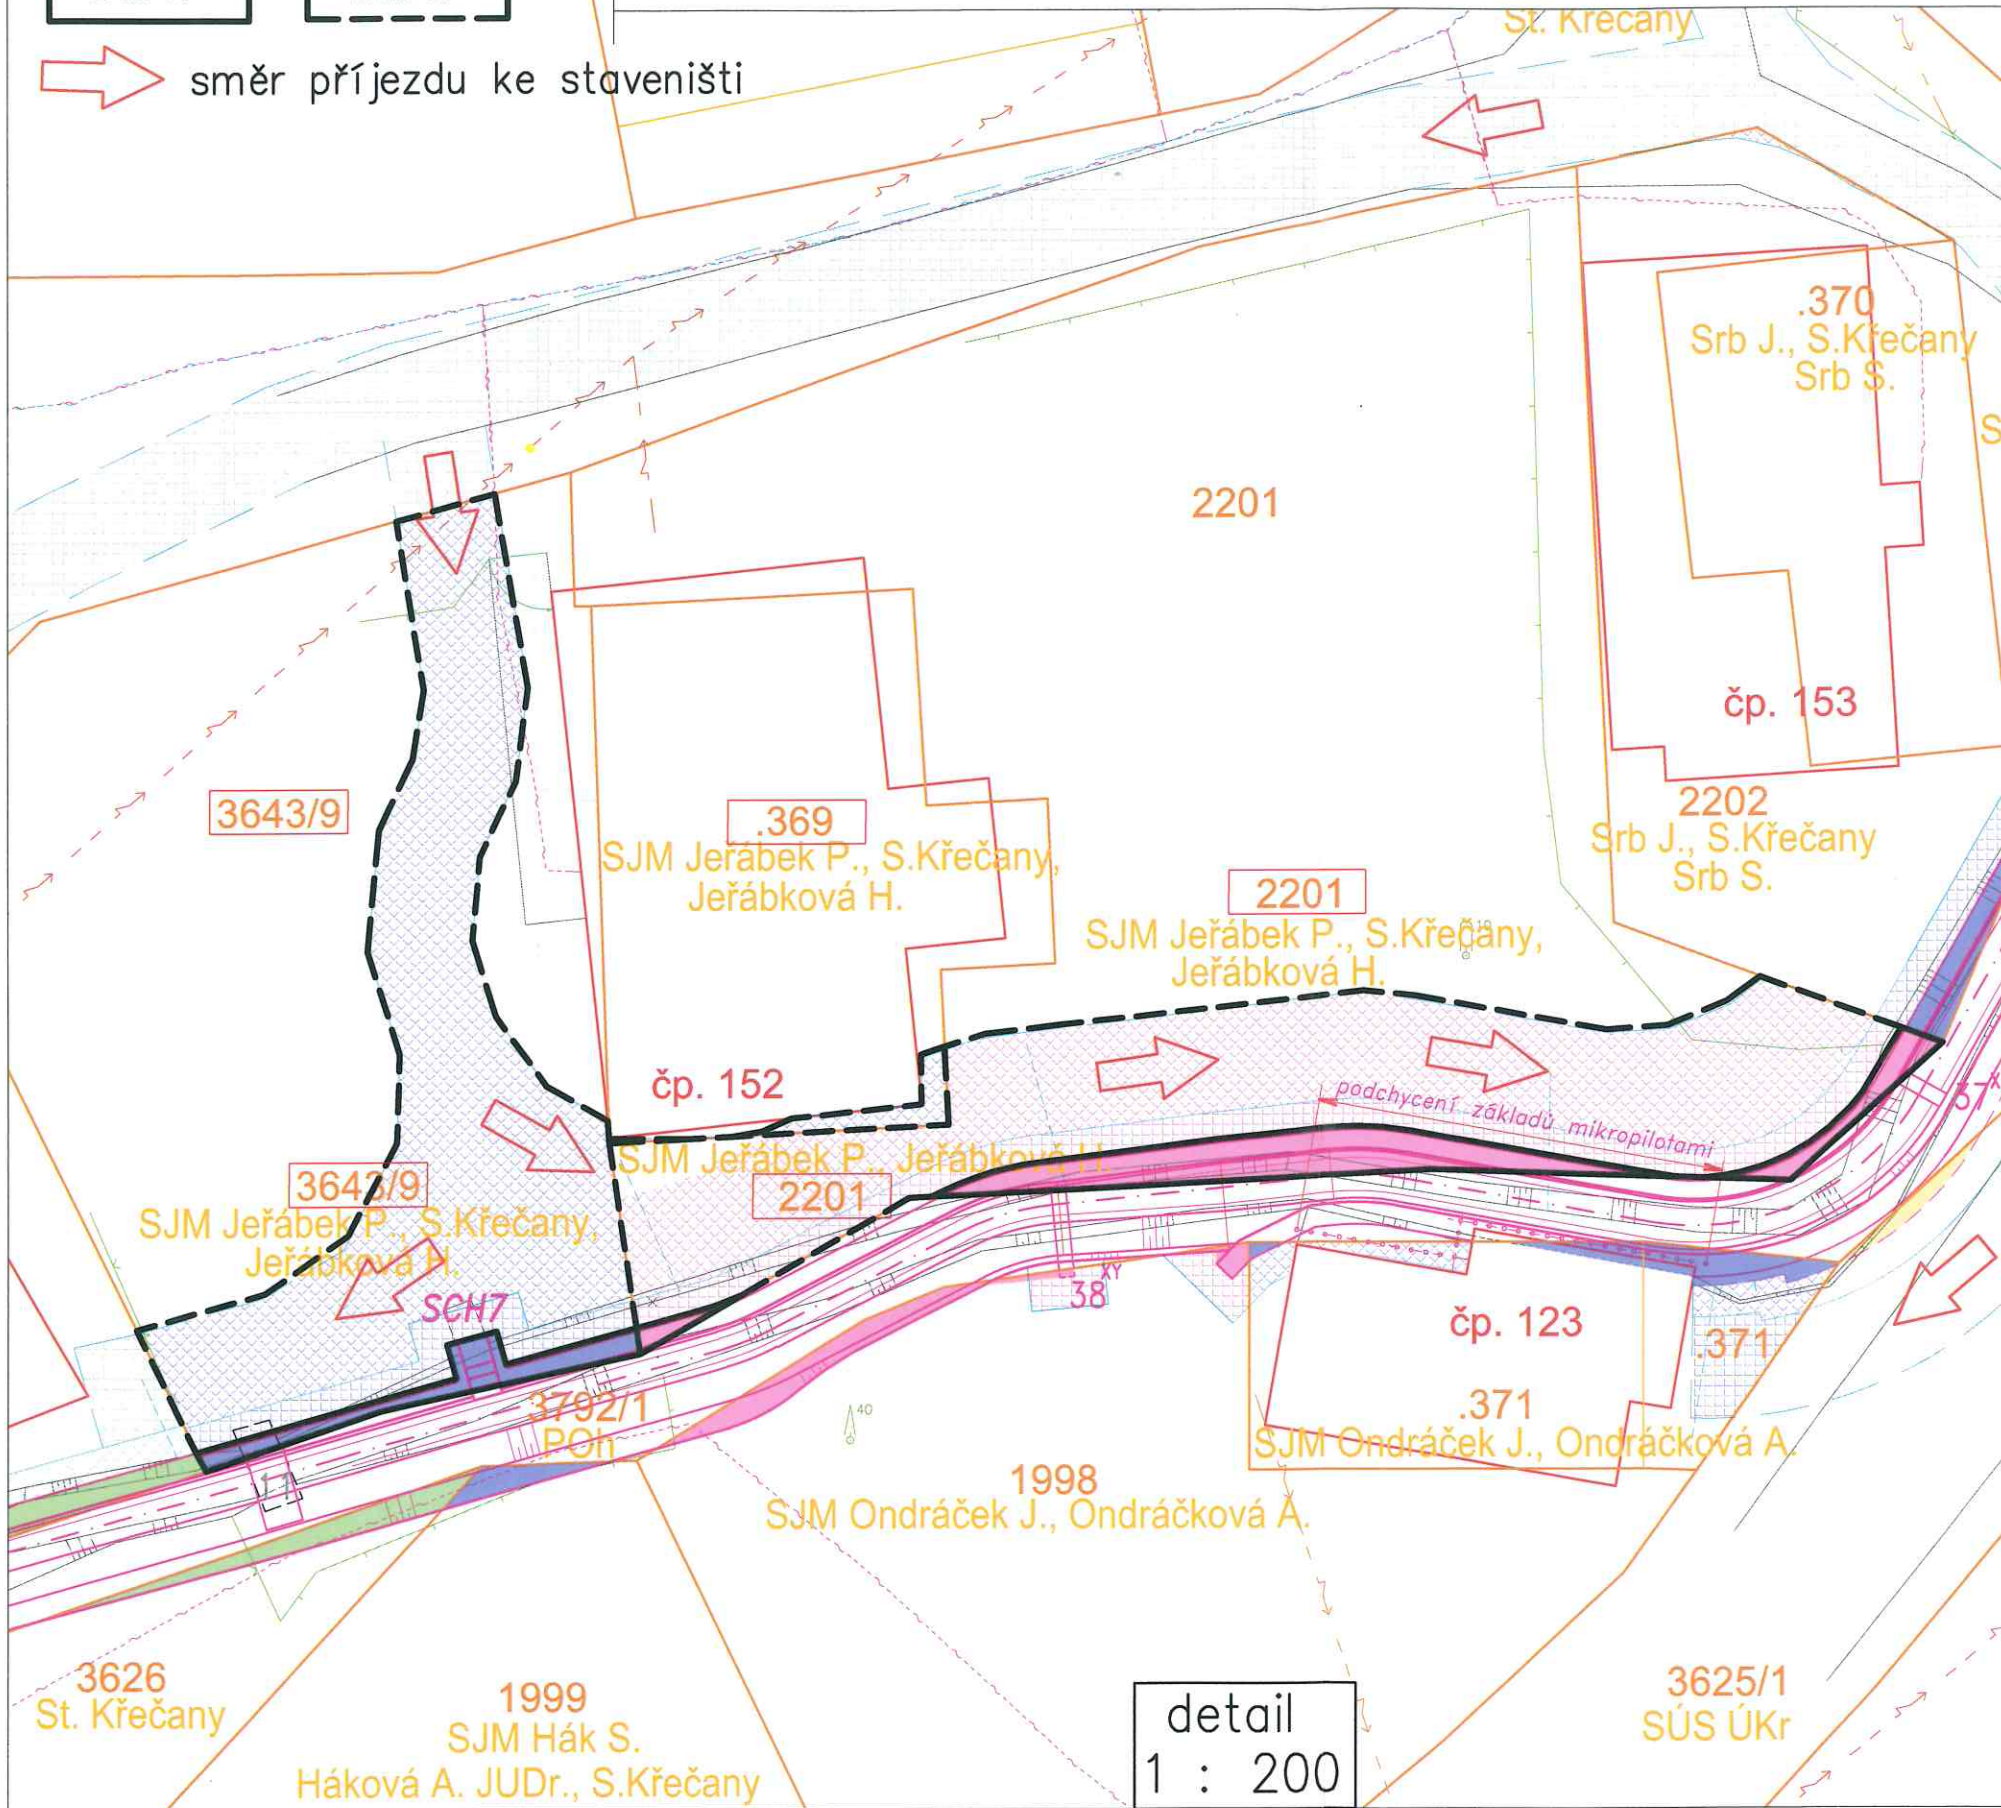 St. Křečany
směr příjezdu ke staveništi
.370
Srb J., S.Křečany
Srb S.
S
2201
čp. 153
3643/9
.369
SJM Jeřábek P., S.Křečany,
Jeřábková H.
2202
Srb J., S.Křečany
Srb S.
2201
SJM Jeřábek P., S.Křečany,
Jeřábková H.
čp. 152
podchycení základů mikropilotami
37
SJM Jeřábek P., Jeřábková H.
3643/9
2201
SJM Jeřábek P., S.Křečany,
Jeřábková H.
SCH7
38
XY
čp. 123
.371
3792/1
POh
40
.371
SJM Ondráček J., Ondráčková A.
11
1998
SJM Ondráček J., Ondráčková A.
3626
St. Křečany
1999
SJM Hák S.
Háková A. JUDr., S.Křečany
3625/1
SÚS ÚKr
detail
1 : 200